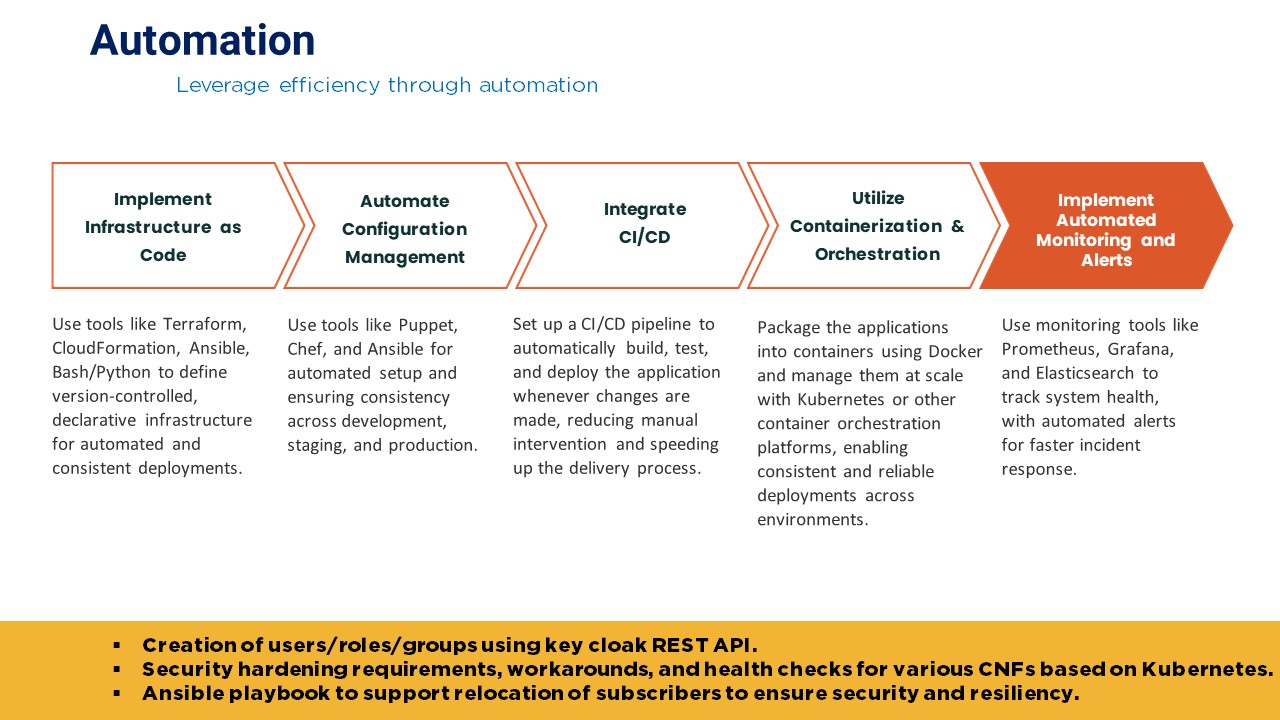 Automation
Leverage efficiency through automation
Implement
Infrastructure as
Code
Automate
Configuration
Management
Integrate
CI/CD
Utilize
Containerization &
Orchestration
Implement
Automated
Monitoring and
Alerts
Use tools like Terraform,
CloudFormation, Ansible,
Bash/Python to define
version-controlled,
declarative infrastructure
for automated and
consistent deployments.
Use tools like Puppet,
Chef, and Ansible for
automated setup and
ensuring consistency
across development,
staging, and production.
Set up a CI/CD pipeline to
automatically build, test,
and deploy the application
whenever changes are
made, reducing manual
intervention and speeding
up the delivery process.
Package the applications
into containers using Docker
and manage them at scale
with Kubernetes or other
container orchestration
platforms, enabling
consistent and reliable
deployments across
environments.
Use monitoring tools like
Prometheus, Grafana,
and Elasticsearch to
track system health,
with automated alerts
for faster incident
response.
▪ Creation of users/roles/groups using key cloak REST API.
▪ Security hardening requirements, workarounds, and health checks for various CNFs based on Kubernetes.
▪ Ansible playbook to support relocation of subscribers to ensure security and resiliency.